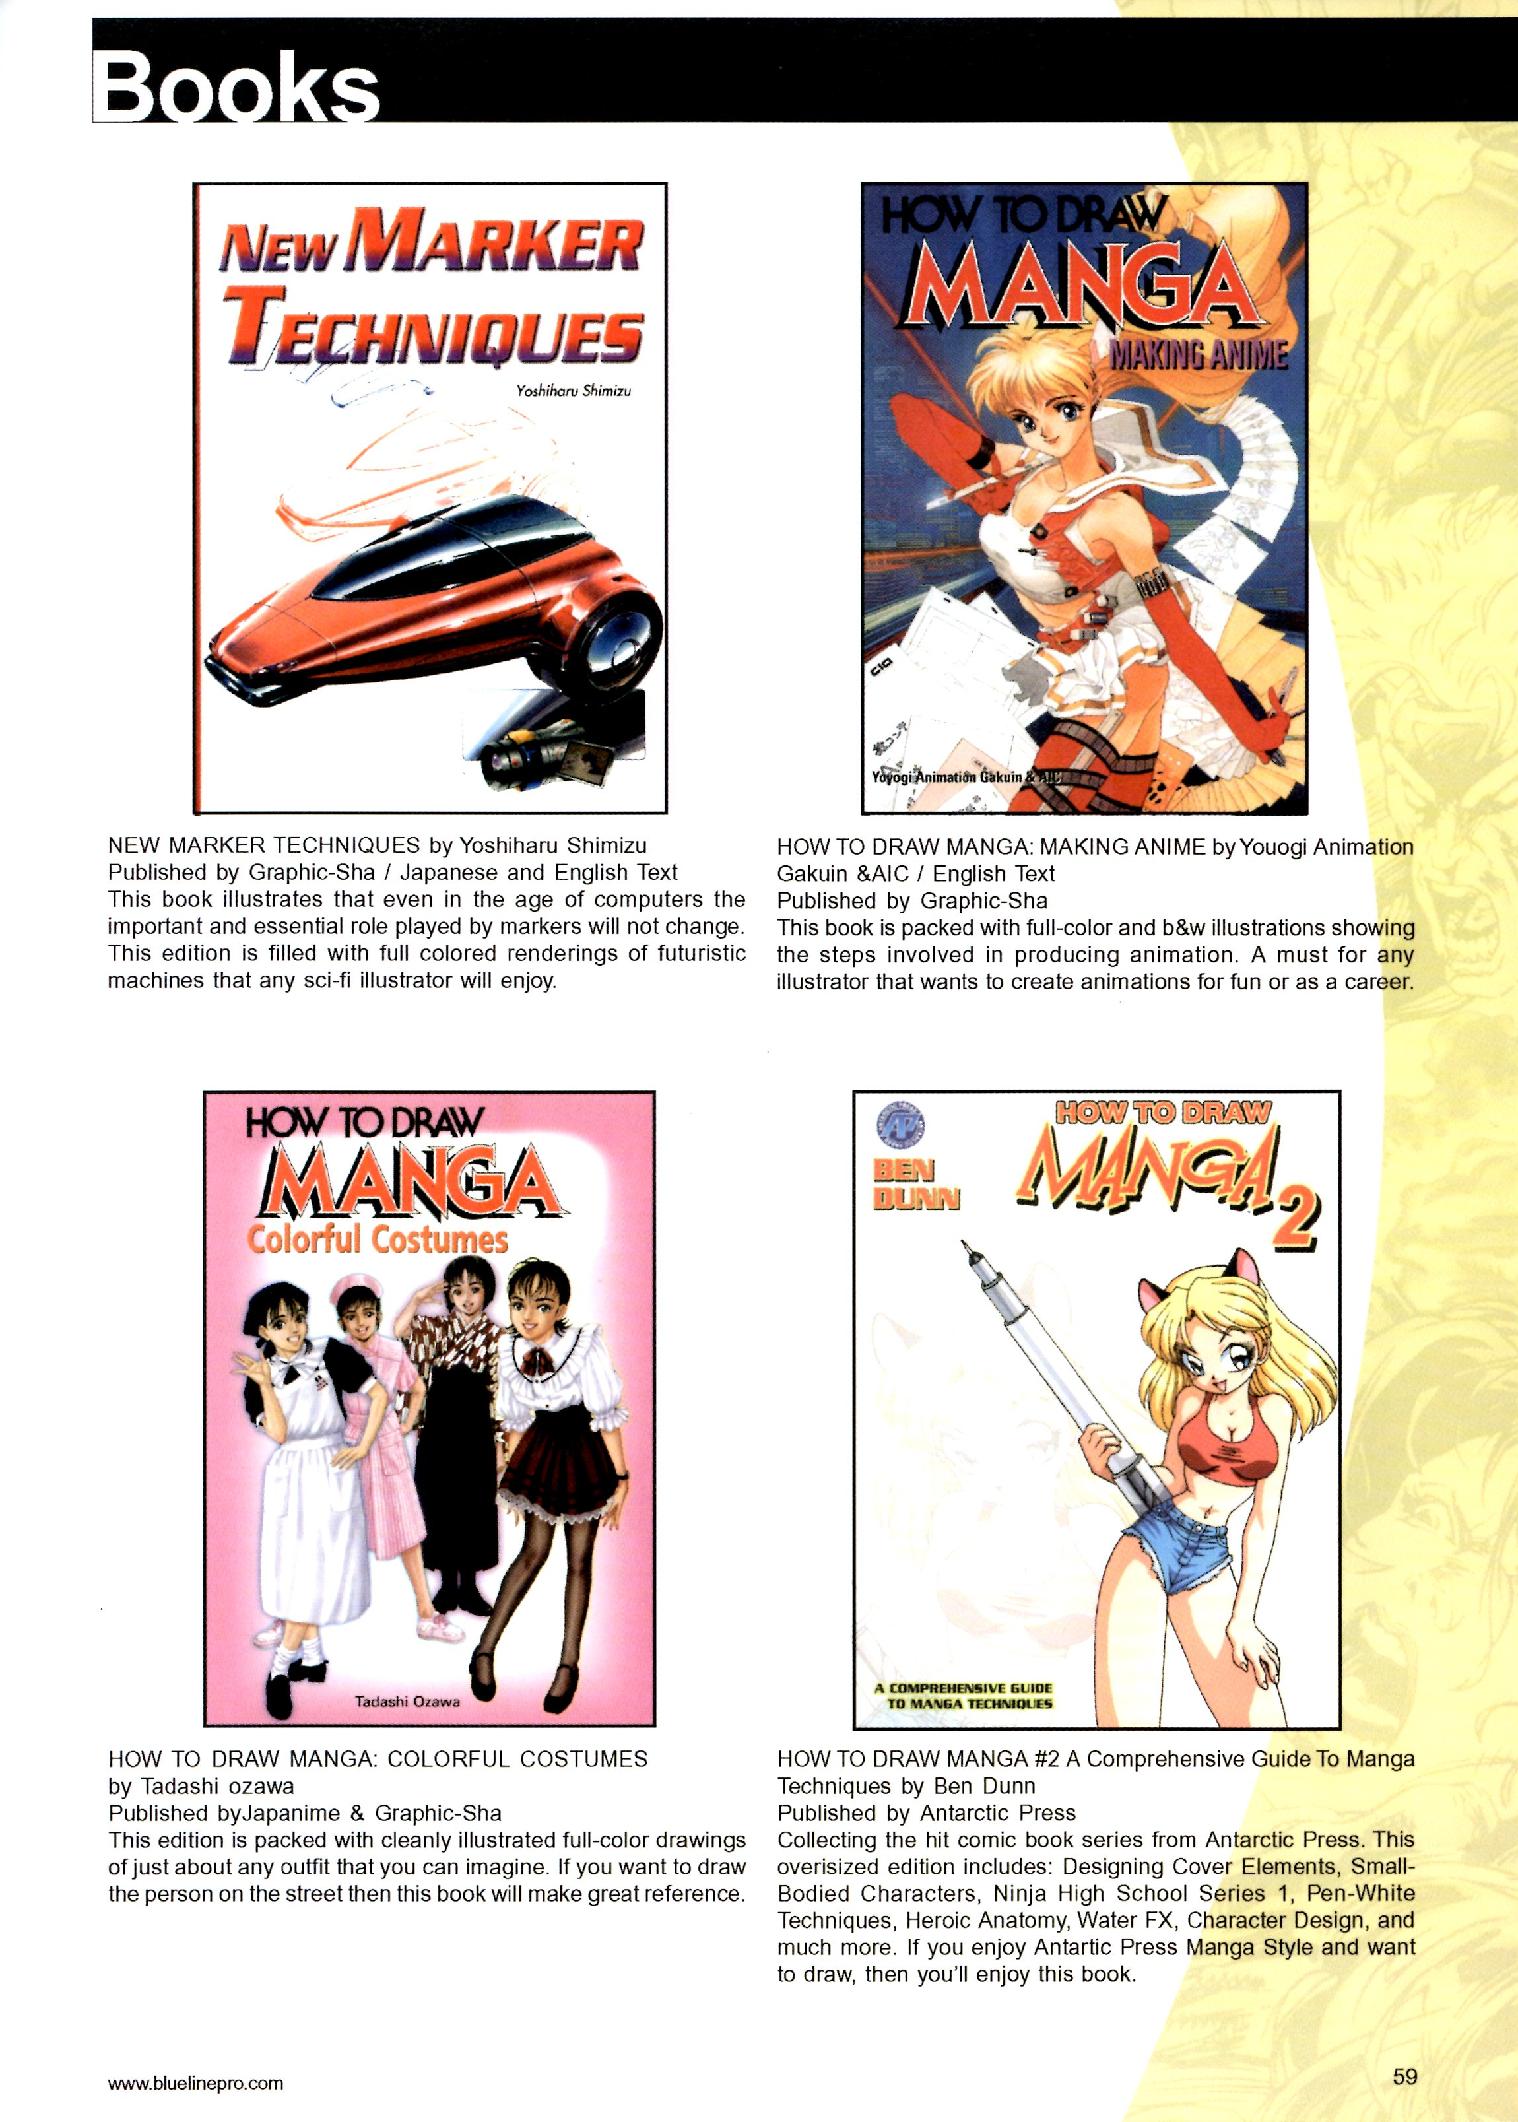 Books
NEW MARKER
TECHNIQUES
Yoshiharu Shimizu
NEW MARKER TECHNIQUES by Yoshiharu Shimizu
Published by Graphic-Sha / Japanese and English Text
This book illustrates that even in the age of computers the
important and essential role played by markers will not change.
This edition is filled with full colored renderings of futuristic
machines that any sci-fi illustrator will enjoy.
HOW TO DRAW
MANGA
MAKING ANIME
Yoyogi Animation Gakuin & AIC
HOW TO DRAW MANGA: MAKING ANIME by Youogi Animation
Gakuin &AIC / English Text
Published by Graphic-Sha
This book is packed with full-color and b&w illustrations showing
the steps involved in producing animation. A must for any
illustrator that wants to create animations for fun or as a career.
HOW TO DRAW
MANGA
Colorful Costumes
Tadashi Ozawa
HOW TO DRAW MANGA: COLORFUL COSTUMES
by Tadashi ozawa
Published byJapanime & Graphic-Sha
This edition is packed with cleanly illustrated full-color drawings
of just about any outfit that you can imagine. If you want to draw
the person on the street then this book will make great reference.
AP
BEN
DUNN
HOW TO DRAW
MANGA 2
A COMPREHENSIVE GUIDE
TO MANGA TECHNIQUES
HOW TO DRAW MANGA #2 A Comprehensive Guide To Manga
Techniques by Ben Dunn
Published by Antarctic Press
Collecting the hit comic book series from Antarctic Press. This
overisized edition includes: Designing Cover Elements, Small-
Bodied Characters, Ninja High School Series 1, Pen-White
Techniques, Heroic Anatomy, Water FX, Character Design, and
much more. If you enjoy Antartic Press Manga Style and want
to draw, then you'll enjoy this book.
www.bluelinepro.com
59